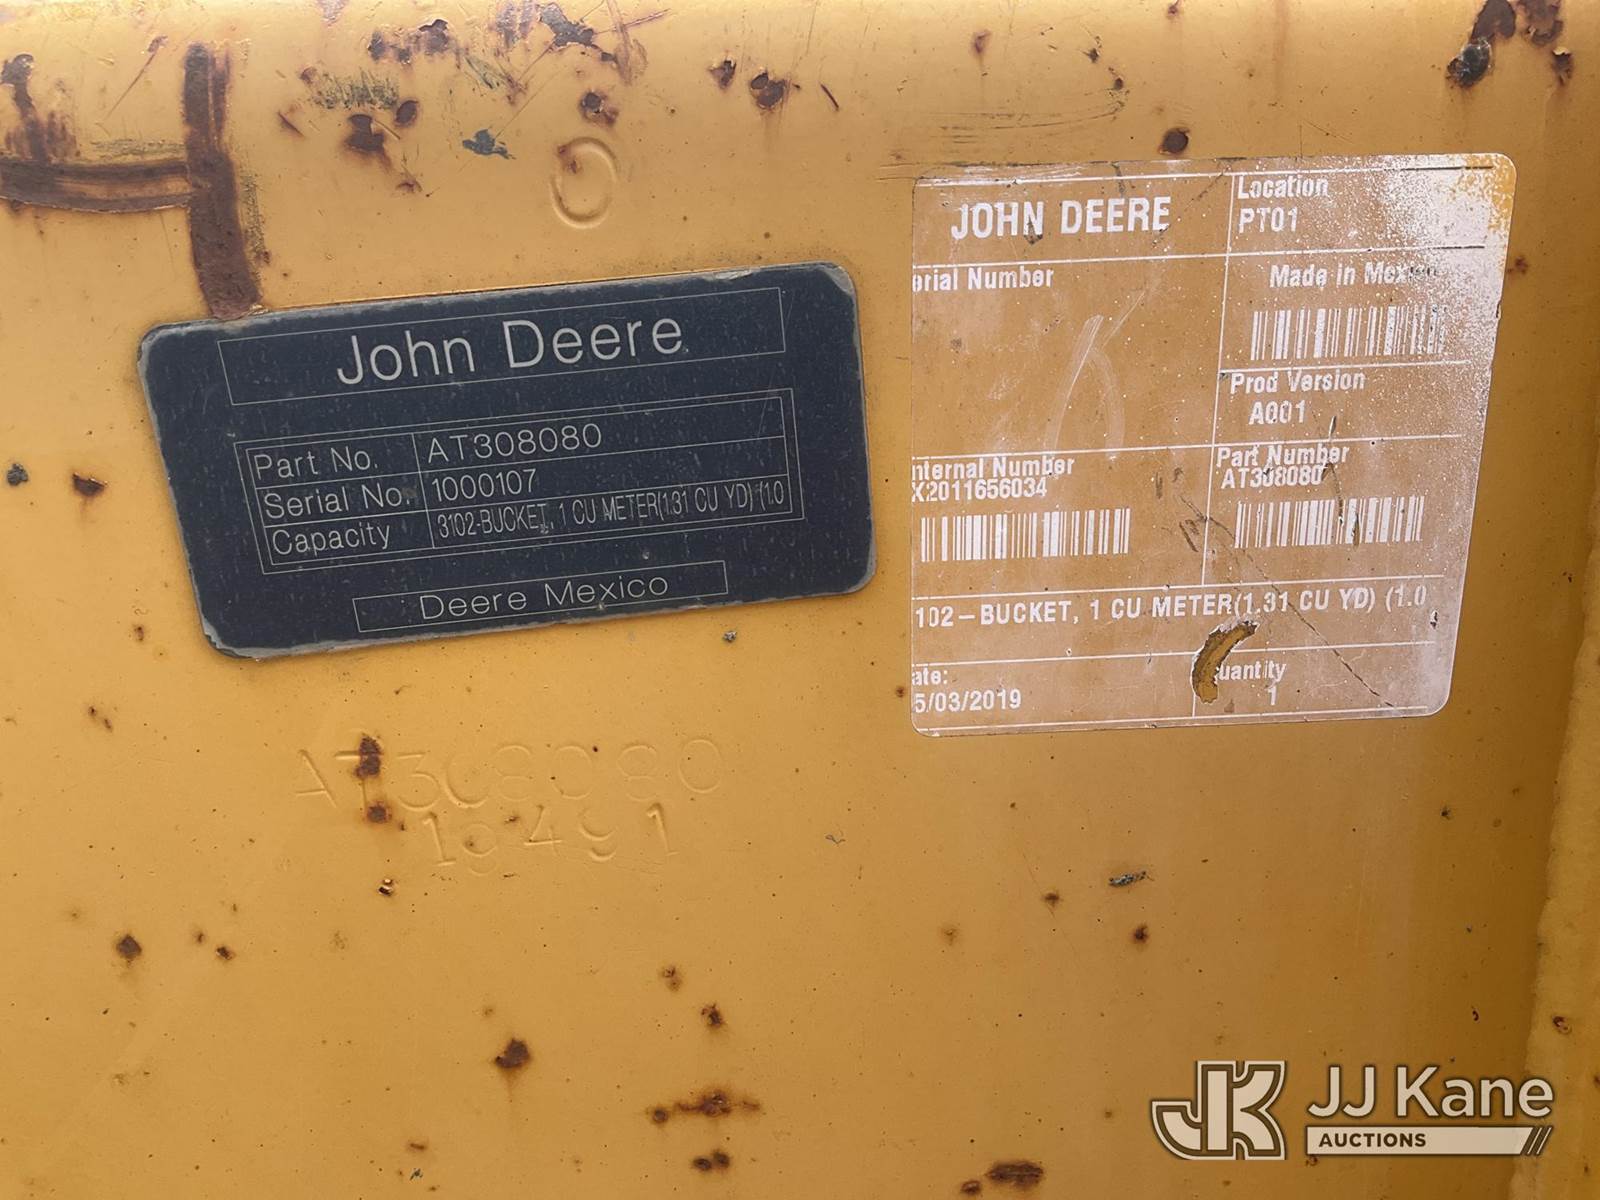 John Deere
Part No. AT308080
Serial No. 1000107
Capacity 3102-BUCKET, 1 CU METER(1.31 CU YD) (1.0
Deere Mexico
AT308080
19491
JOHN DEERE
Location
PT01
erial Number
Made in Mexico
Prod Version
A001
nternal Number
X2011656034
Part Number
AT308080
102-BUCKET, 1 CU METER(1.31 CU YD) (1.0
ate:
5/03/2019
uantity
1
JK JJ Kane
AUCTIONS